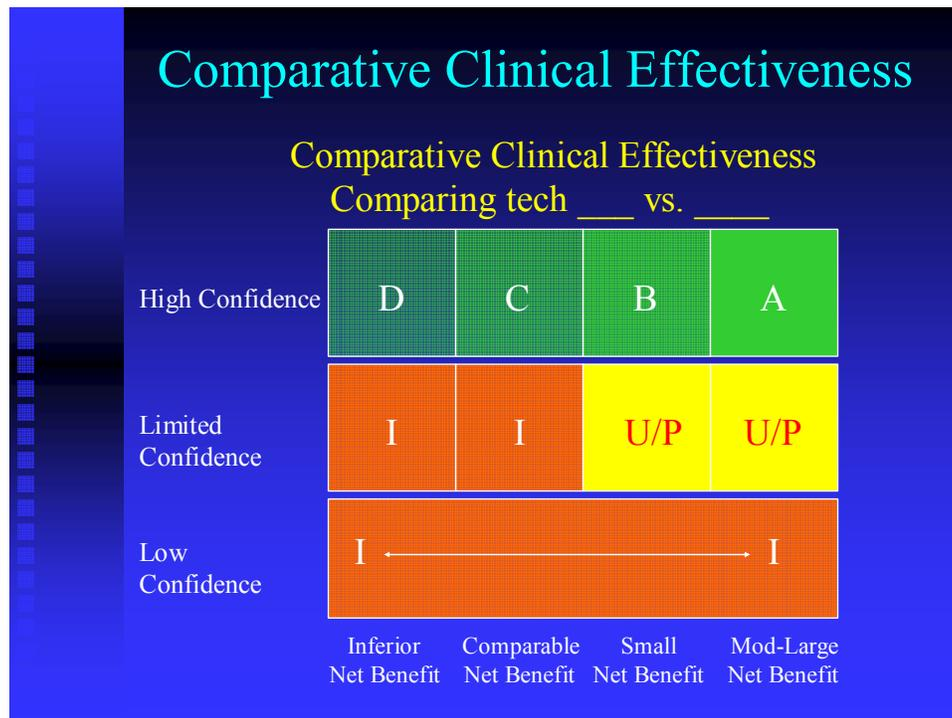 Comparative Clinical Effectiveness
Comparative Clinical Effectiveness
Comparing tech ___ vs. ____
High Confidence D C B A
Limited
Confidence
I I U/P U/P
Low
Confidence
I I
Inferior
Net Benefit
Comparable
Net Benefit
Small
Net Benefit
Mod-Large
Net Benefit